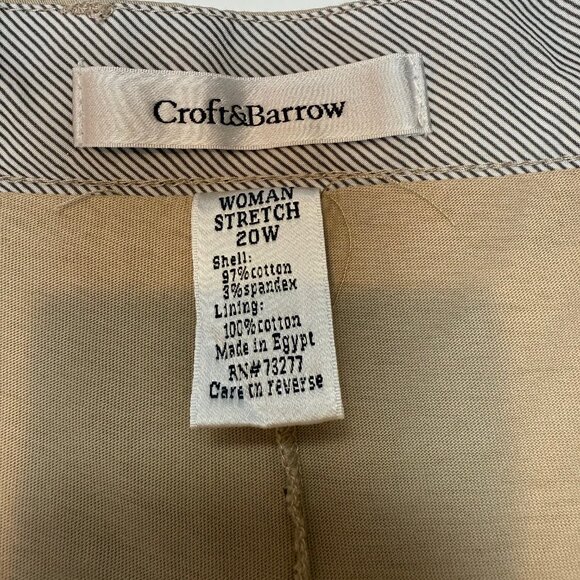 Croft&Barrow
WOMAN
STRETCH
20W
Shell:
97%cotton
3%spandex
Lining:
100%cotton
Made in Egypt
RN#73277
Care on reverse